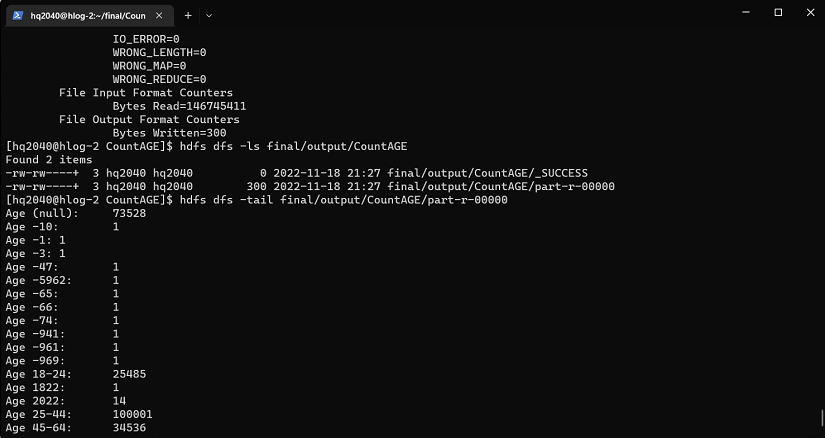 hq2040@hlog-2:~/final/Coun
IO_ERROR=0
WRONG_LENGTH=0
WRONG_MAP=0
WRONG_REDUCE=0
File Input Format Counters
Bytes Read=146745411
File Output Format Counters
Bytes Written=300
[hq2040@hlog-2 CountAGE]$ hdfs dfs -ls final/output/CountAGE
Found 2 items
-rw-rw----+  3 hq2040 hq2040          0 2022-11-18 21:27 final/output/CountAGE/_SUCCESS
-rw-rw----+  3 hq2040 hq2040        300 2022-11-18 21:27 final/output/CountAGE/part-r-00000
[hq2040@hlog-2 CountAGE]$ hdfs dfs -tail final/output/CountAGE/part-r-00000
Age (null):     73528
Age -10:        1
Age -1: 1
Age -3: 1
Age -47:        1
Age -5962:      1
Age -65:        1
Age -66:        1
Age -74:        1
Age -941:       1
Age -961:       1
Age -969:       1
Age 18-24:      25485
Age 1822:       1
Age 2022:       14
Age 25-44:      100001
Age 45-64:      34536